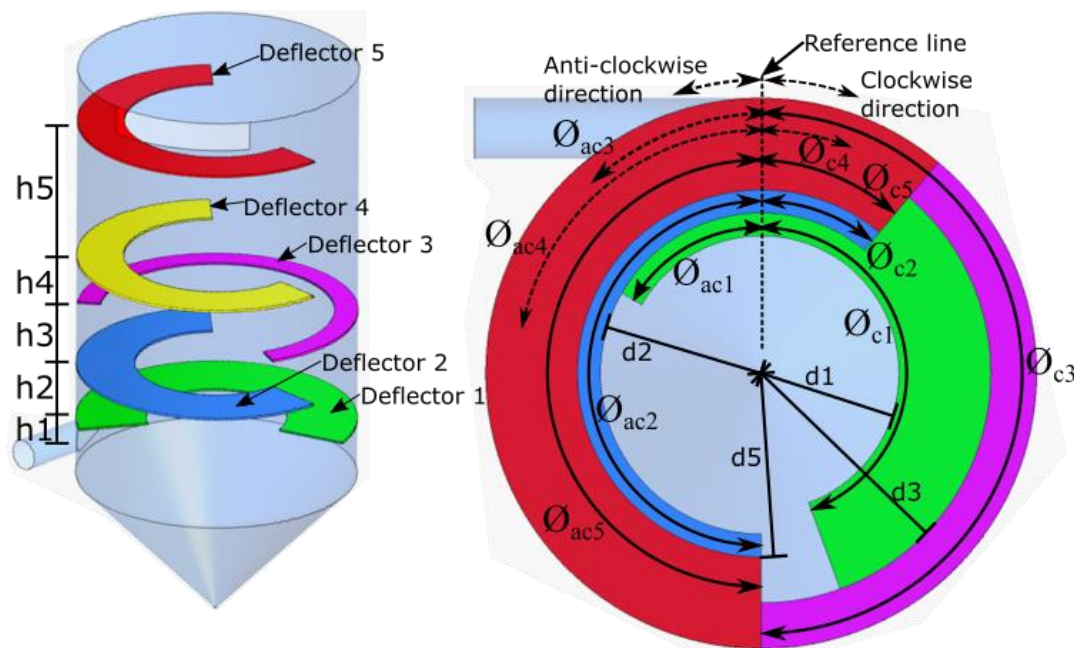 Deflector 5
Deflector 4
Deflector 3
Deflector 2
Deflector 1
h5
h4
h3
h2
h1
Reference line
Anti-clockwise
direction
Clockwise
direction
Øac3
Øc4
Øc5
Øac4
Øc2
Øac1
Øc1
d2
d1
Øc3
Øac2
d5
d3
Øac5